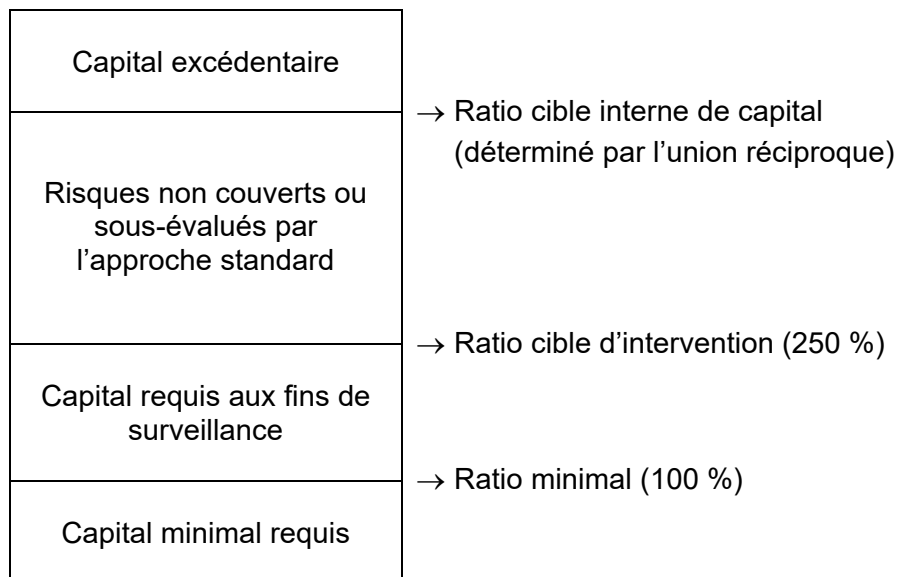 Capital excédentaire
→ Ratio cible interne de capital
(déterminé par l’union réciproque)
Risques non couverts ou
sous-évalués par
l’approche standard
→ Ratio cible d’intervention (250 %)
Capital requis aux fins de
surveillance
→ Ratio minimal (100 %)
Capital minimal requis